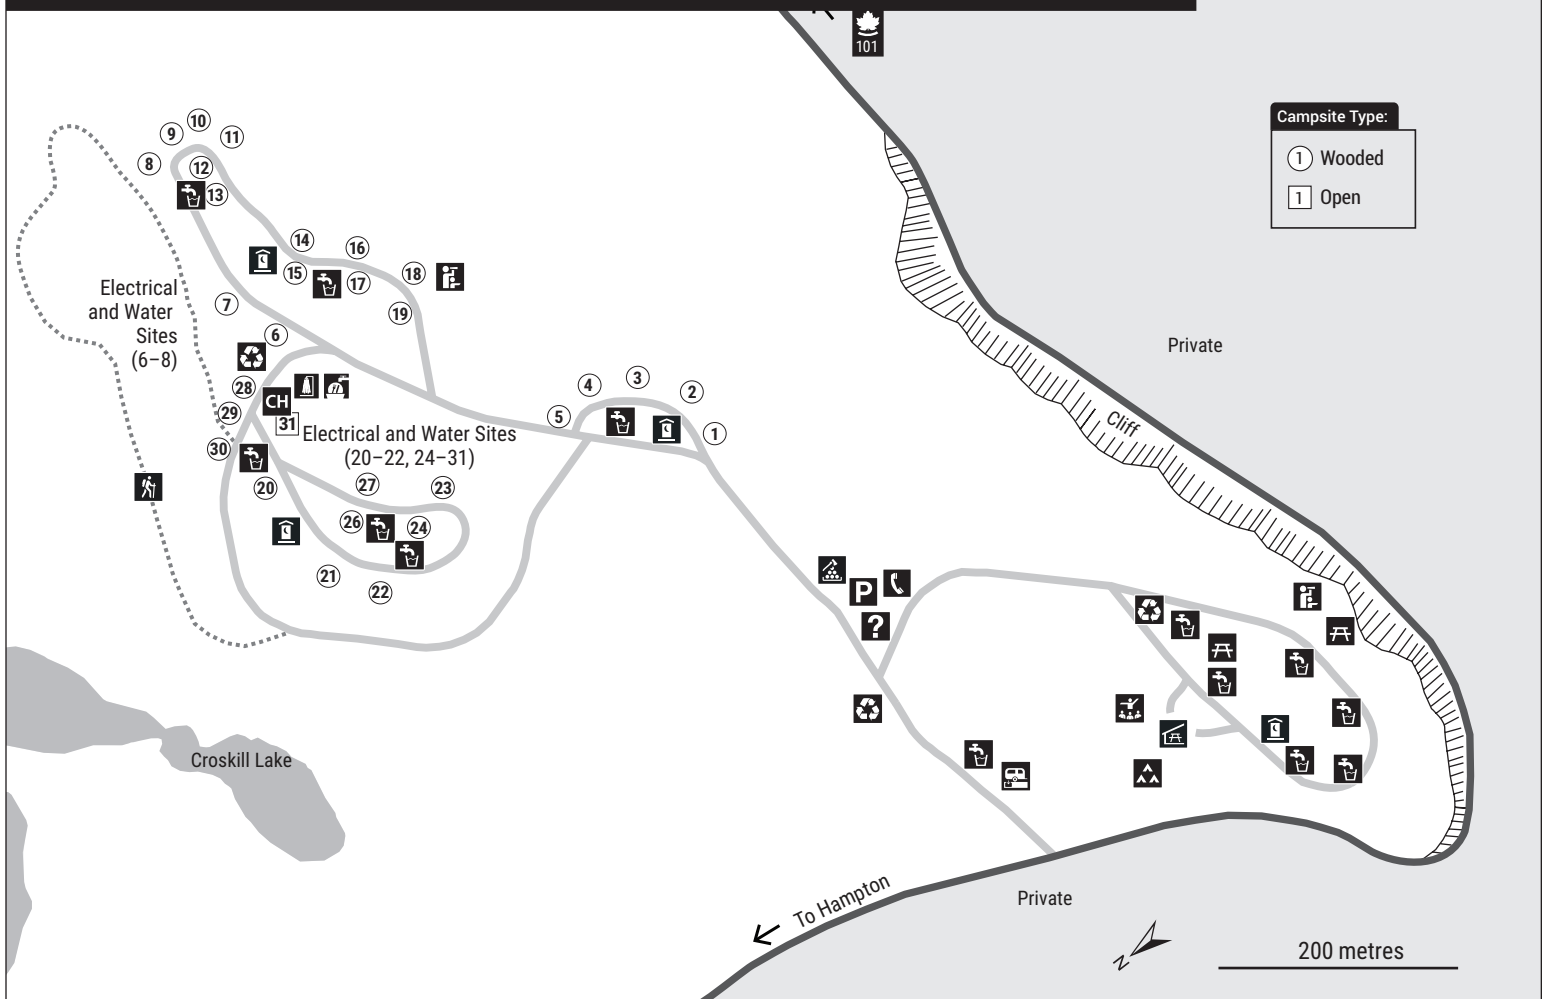 101
Campsite Type:
1 Wooded
1 Open
10
9
11
8
12
13
14
16
15
17
18
19
Electrical
and Water
Sites
(6–8)
7
6
28
CH
29
31
30
Electrical and Water Sites
(20–22, 24–31)
5
4
3
2
1
20
27
23
26
24
21
22
Private
Cliff
P
?
Croskill Lake
To Hampton
Private
N
200 metres